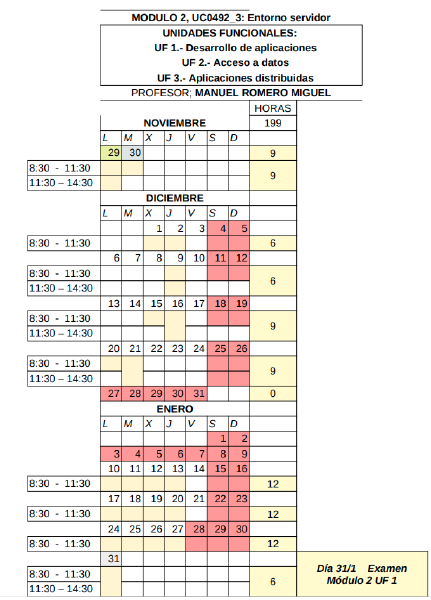 MODULO 2, UC0492_3: Entorno servidor
UNIDADES FUNCIONALES:
UF 1.- Desarrollo de aplicaciones
UF 2.- Acceso a datos
UF 3.- Aplicaciones distribuidas
PROFESOR; MANUEL ROMERO MIGUEL
HORAS
NOVIEMBRE 199
L M X J V S D
29 30 9
8:30 - 11:30 9
11:30 – 14:30
DICIEMBRE
L M X J V S D
1 2 3 4 5
8:30 - 11:30 6
6 7 8 9 10 11 12
8:30 - 11:30 6
11:30 – 14:30
13 14 15 16 17 18 19
8:30 - 11:30 9
11:30 – 14:30
20 21 22 23 24 25 26
8:30 - 11:30 9
11:30 – 14:30
27 28 29 30 31 0
ENERO
L M X J V S D
1 2
3 4 5 6 7 8 9
10 11 12 13 14 15 16
8:30 - 11:30 12
17 18 19 20 21 22 23
8:30 - 11:30 12
24 25 26 27 28 29 30
8:30 - 11:30 12
31
Día 31/1 Examen
Módulo 2 UF 1
8:30 - 11:30 6
11:30 – 14:30